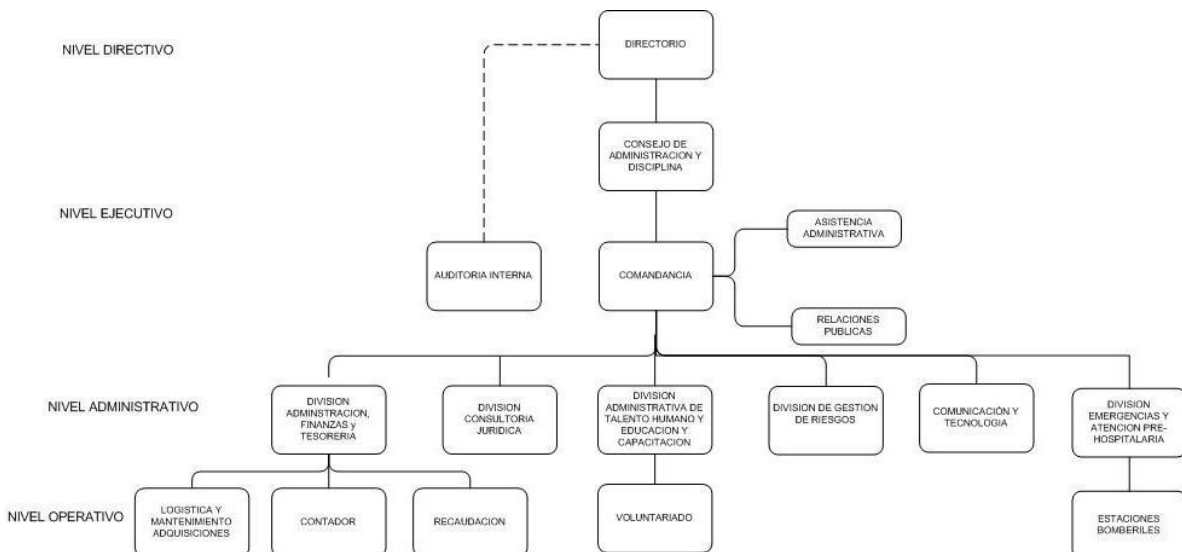 NIVEL DIRECTIVO
DIRECTORIO
CONSEJO DE
ADMINISTRACION Y
DISCIPLINA
NIVEL EJECUTIVO
ASISTENCIA
ADMINISTRATIVA
AUDITORIA INTERNA
COMANDANCIA
RELACIONES
PUBLICAS
NIVEL ADMINISTRATIVO
DIVISION
ADMINSTRACION,
FINANZAS y
TESORERIA
DIVISION
CONSULTORIA
JURIDICA
DIVISION
ADMINISTRATIVA DE
TALENTO HUMANO Y
EDUCACION Y
CAPACITACION
DIVISION DE GESTION
DE RIESGOS
COMUNICACIÓN Y
TECNOLOGIA
DIVISION
EMERGENCIAS Y
ATENCION PRE-
HOSPITALARIA
NIVEL OPERATIVO
LOGISTICA Y
MANTENIMIENTO
ADQUISICIONES
CONTADOR
RECAUDACION
VOLUNTARIADO
ESTACIONES
BOMBERILES